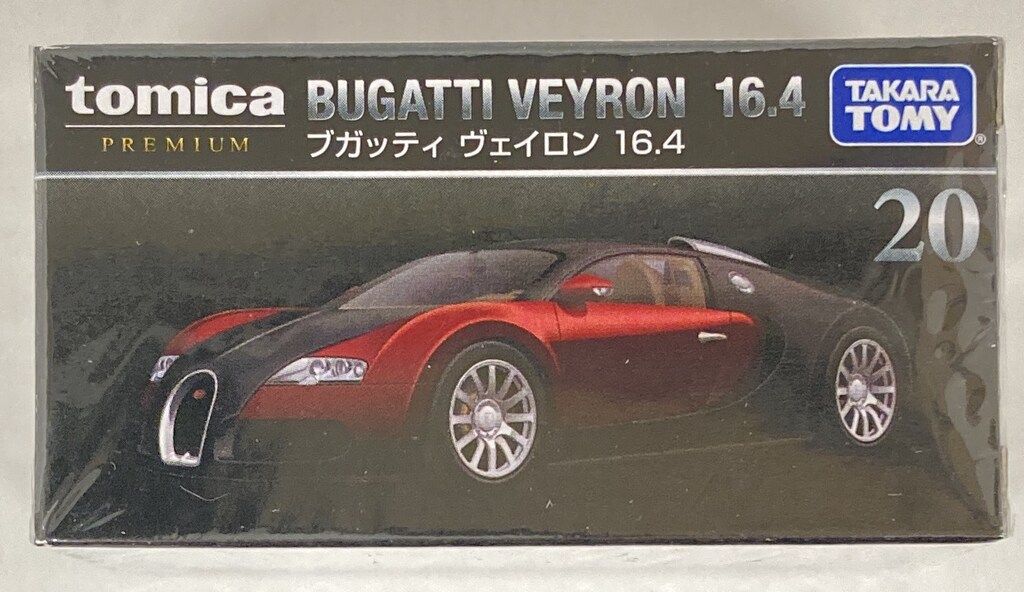 tomica
PREMIUM
BUGATTI VEYRON 16.4
ブガッティ ヴェイロン 16.4
TAKARA
TOMY
®
20